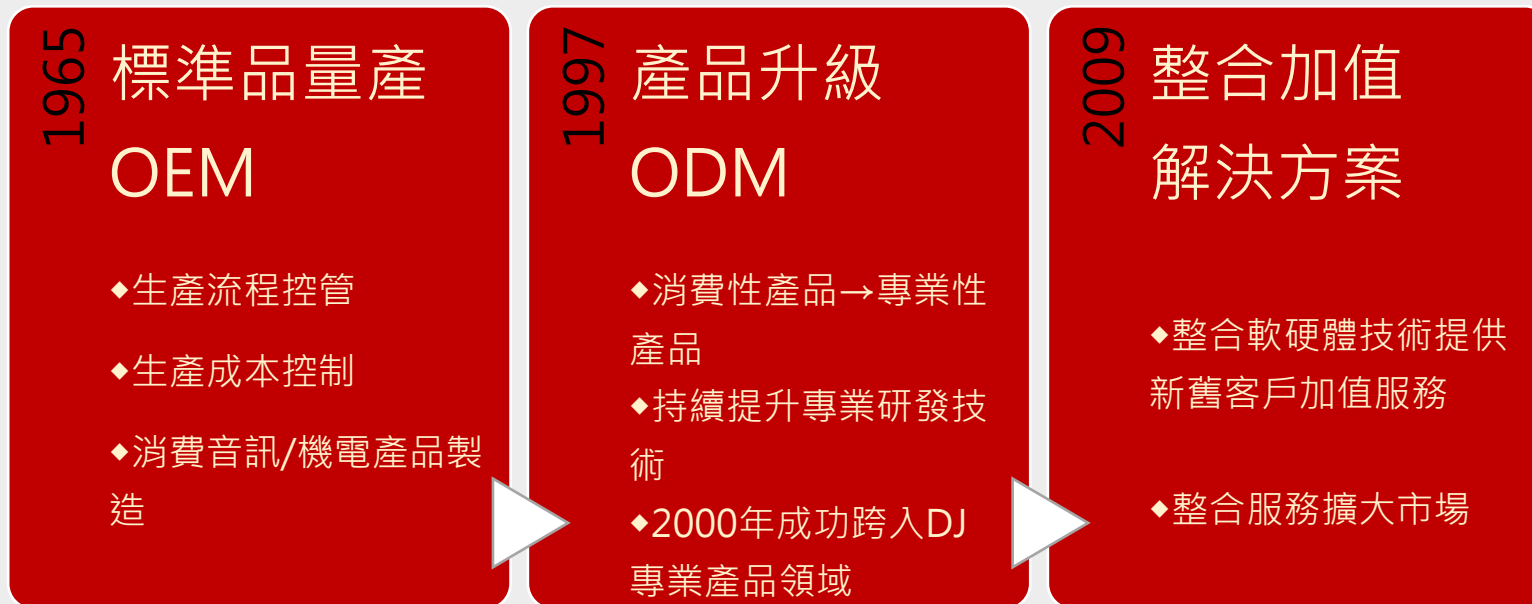 1965
標準品量產
OEM
◆生產流程控管
◆生產成本控制
◆消費音訊/機電產品製
造
1997
產品升級
ODM
◆消費性產品→專業性
產品
◆持續提升專業研發技
術
◆2000年成功跨入DJ
專業產品領域
2009
整合加值
解決方案
◆整合軟硬體技術提供
新舊客戶加值服務
◆整合服務擴大市場